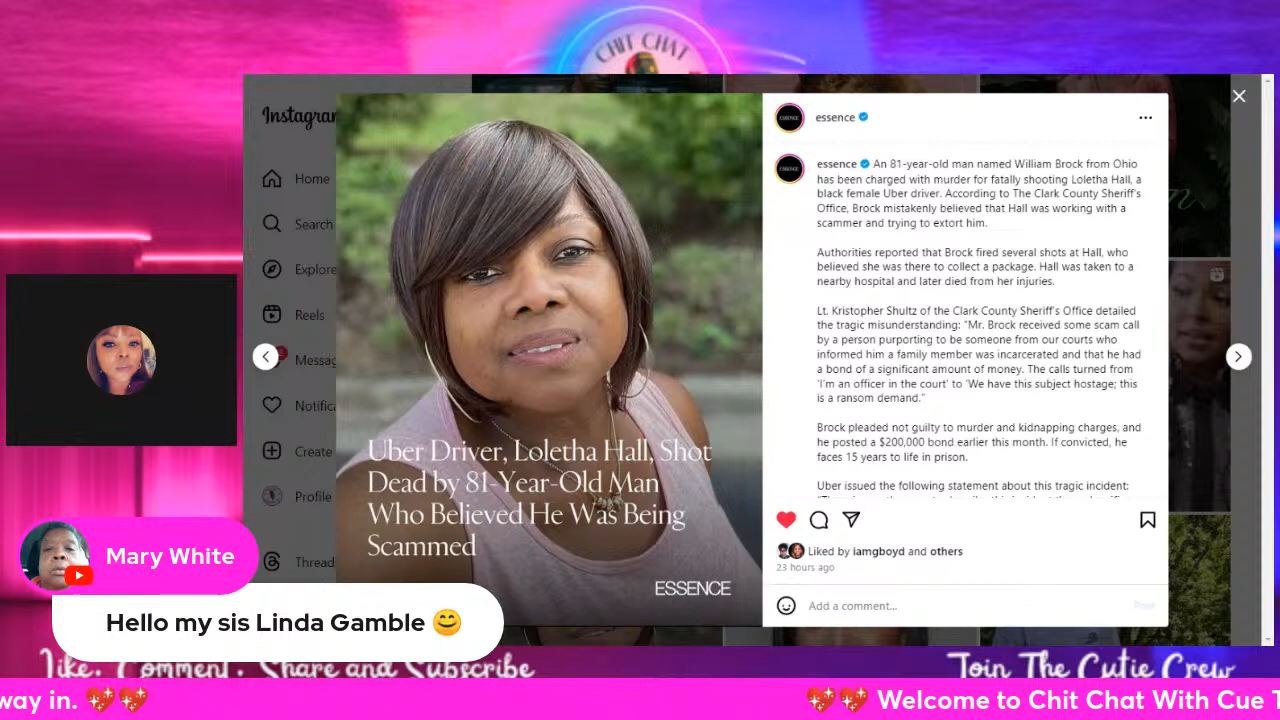 CHIT CHAT
Instagram
Home
Search
Explore
Reels
Messag
Notifica
Create
Profile
Thread
Uber Driver, Loletha Hall, Shot
Dead by 81-Year-Old Man
Who Believed He Was Being
Scammed
ESSENCE
essence
essence An 81-year-old man named William Brock from Ohio
has been charged with murder for fatally shooting Loletha Hall, a
black female Uber driver. According to The Clark County Sheriff's
Office, Brock mistakenly believed that Hall was working with a
scammer and trying to extort him.
Authorities reported that Brock fired several shots at Hall, who
believed she was there to collect a package. Hall was taken to a
nearby hospital and later died from her injuries.
Lt. Kristopher Shultz of the Clark County Sheriff's Office detailed
the tragic misunderstanding: "Mr. Brock received some scam call
by a person purporting to be someone from our courts who
informed him a family member was incarcerated and that he had
a bond of a significant amount of money. The calls turned from
'I'm an officer in the court' to 'We have this subject hostage; this
is a ransom demand."
Brock pleaded not guilty to murder and kidnapping charges, and
he posted a $200,000 bond earlier this month. If convicted, he
faces 15 years to life in prison.
Uber issued the following statement about this tragic incident:
Liked by iamgboyd and others
23 hours ago
Add a comment...
Post
Mary White
Hello my sis Linda Gamble 😊
Like, Comment, Share and Subscribe
Join The Cutie Crew
way in. 💖💖
💖💖 Welcome to Chit Chat With Cue T